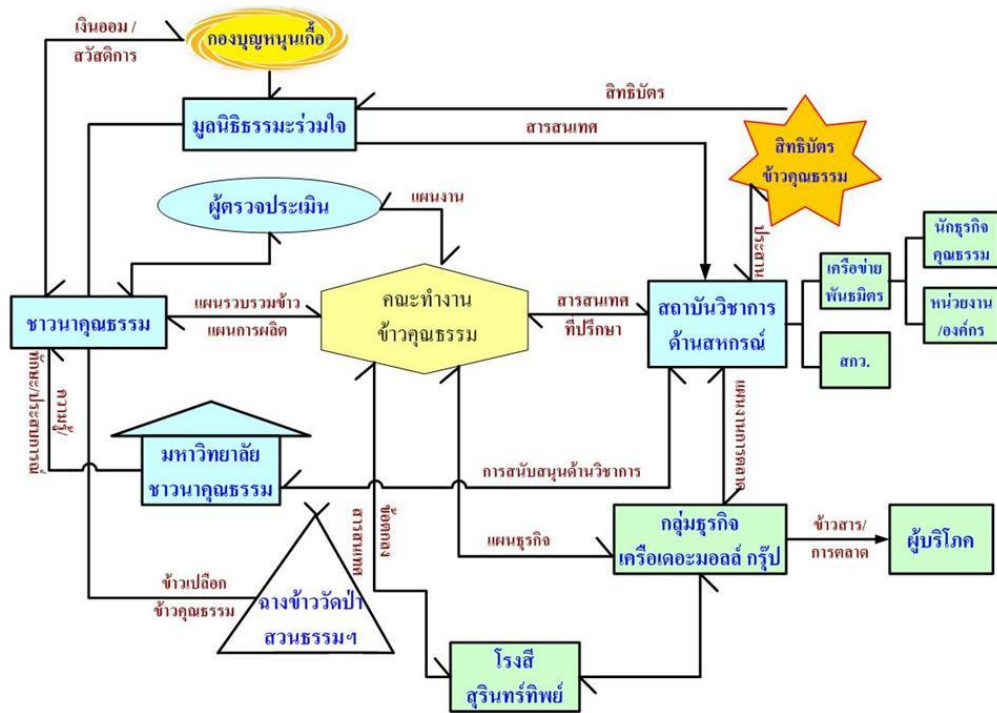 เงินออม /
สวัสดิการ
กองบุญหนุนเกื้อ
มูลนิธิธรรมะร่วมใจ
สิทธิบัตร
สารสนเทศ
สิทธิบัตร
ข้าวคุณธรรม
ผู้ตรวจประเมิน
แผนงาน
ประสาน
นักธุรกิจ
คุณธรรม
เครือข่าย
พันธมิตร
หน่วยงาน
/องค์กร
สกว.
ชาวนาคุณธรรม
แผนรวบรวมข้าว
แผนการผลิต
คณะทำงาน
ข้าวคุณธรรม
สารสนเทศ
ที่ปรึกษา
สถาบันวิชาการ
ด้านสหกรณ์
ความรู้/
ทักษะ/ประสบการณ์
มหาวิทยาลัย
ชาวนาคุณธรรม
การสนับสนุนด้านวิชาการ
แผนงานการตลาด
ข้อตกลง
สารสนเทศ
แผนธุรกิจ
กลุ่มธุรกิจ
เครือเดอะมอลล์ กรุ๊ป
ข้าวสาร/
การตลาด
ผู้บริโภค
ข้าวเปลือก
ข้าวคุณธรรม
ฉางข้าววัดป่า
สวนธรรมฯ
โรงสี
สุรินทร์ทิพย์